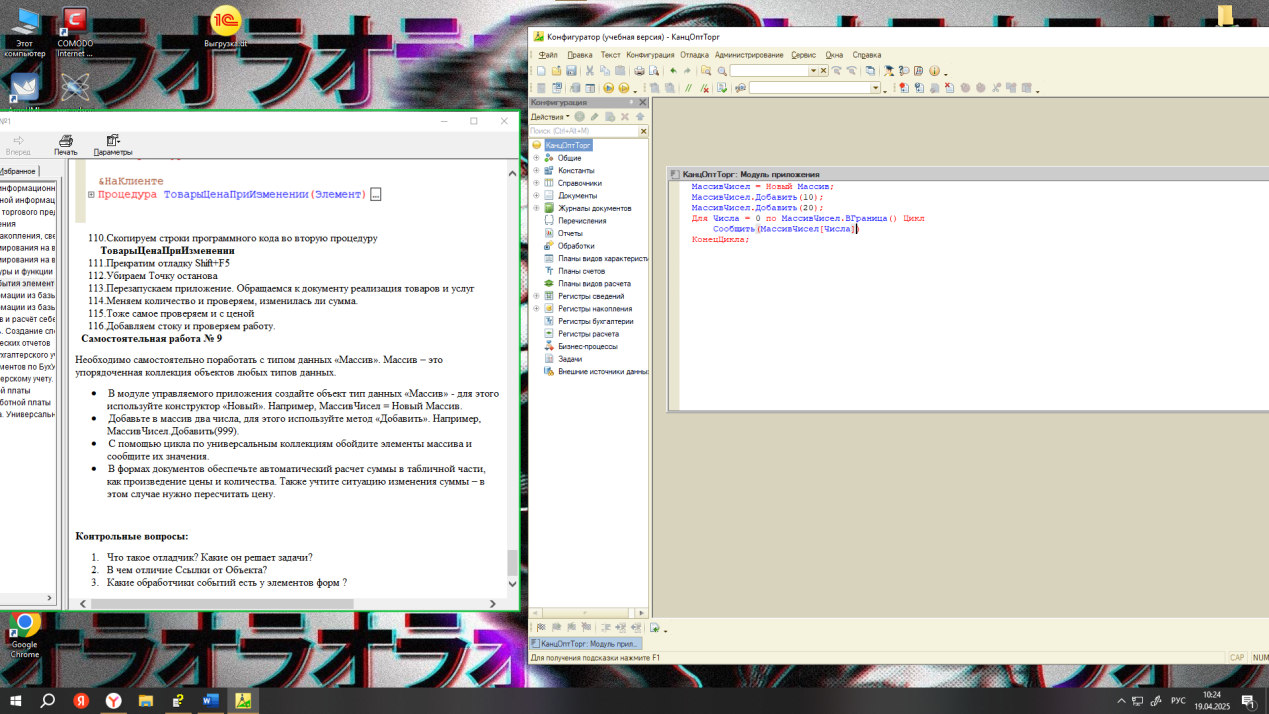 Этот
компьютер
COMODO
Internet ...
Выгрузка.dt
№1
Вперед
Печать
Параметры
Избранное
&НаКлиенте
Процедура ТоварыЦенаПриИзменении(Элемент) ...
110.Скопируем строки программного кода во вторую процедуру
ТоварыЦенаПриИзменении
111.Прекратим отладку Shift+F5
112.Убираем Точку останова
113.Перезапускаем приложение. Обращаемся к документу реализация товаров и услуг
114.Меняем количество и проверяем, изменилась ли сумма.
115.Тоже самое проверяем и с ценой
116.Добавляем стоку и проверяем работу.
Самостоятельная работа № 9
Необходимо самостоятельно поработать с типом данных «Массив». Массив – это
упорядоченная коллекция объектов любых типов данных.
• В модуле управляемого приложения создайте объект тип данных «Массив» - для этого
используйте конструктор «Новый». Например, МассивЧисел = Новый Массив.
• Добавьте в массив два числа, для этого используйте метод «Добавить». Например,
МассивЧисел.Добавить(999).
• С помощью цикла по универсальным коллекциям обойдите элементы массива и
сообщите их значения.
• В формах документов обеспечьте автоматический расчет суммы в табличной части,
как произведение цены и количества. Также учтите ситуацию изменения суммы – в
этом случае нужно пересчитать цену.
Контрольные вопросы:
1. Что такое отладчик? Какие он решает задачи?
2. В чем отличие Ссылки от Объекта?
3. Какие обработчики событий есть у элементов форм ?
Google
Chrome
Конфигуратор (учебная версия) - КанцОптТорг
Файл Правка Текст Конфигурация Отладка Администрирование Сервис Окна Справка
Конфигурация
Действия
Поиск (Ctrl+Alt+M)
КанцОптТорг
Общие
Константы
Справочники
Документы
Журналы документов
Перечисления
Отчеты
Обработки
Планы видов характеристи
Планы счетов
Планы видов расчета
Регистры сведений
Регистры накопления
Регистры бухгалтерии
Регистры расчета
Бизнес-процессы
Задачи
Внешние источники данны
КанцОптТорг: Модуль приложения
МассивЧисел = Новый Массив;
МассивЧисел.Добавить(10);
МассивЧисел.Добавить(20);
Для Числа = 0 по МассивЧисел.ВГраница() Цикл
Сообщить(МассивЧисел[Числа])
КонецЦикла;
КанцОптТорг: Модуль прил...
Для получения подсказки нажмите F1
CAP NUM
РУС
10:24
19.04.2025